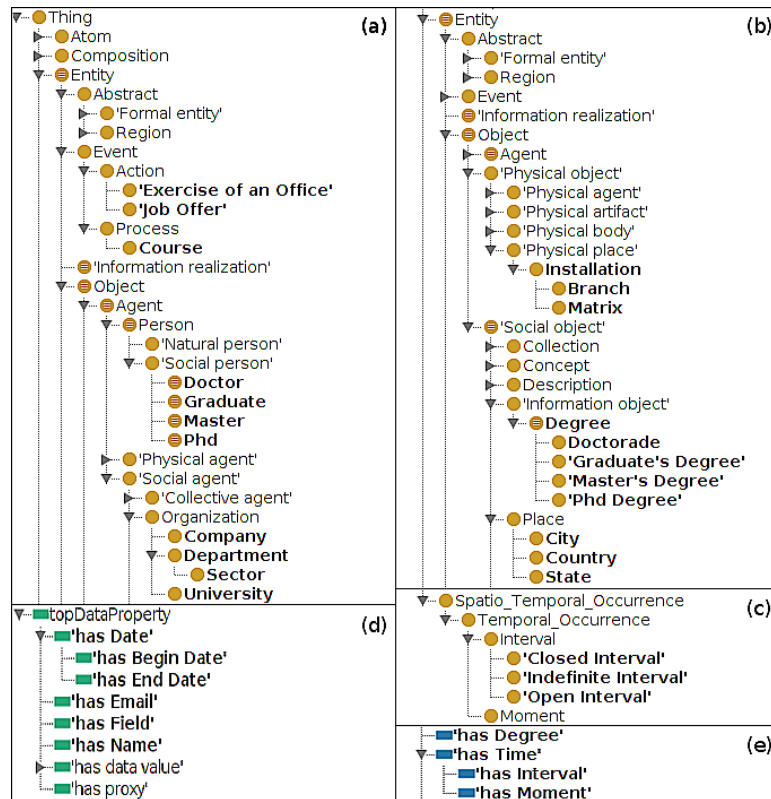 Thing
(a)
Atom
Composition
Entity
Abstract
'Formal entity'
Region
Event
Action
'Exercise of an Office'
'Job Offer'
Process
Course
'Information realization'
Object
Agent
Person
'Natural person'
'Social person'
Doctor
Graduate
Master
Phd
'Physical agent'
'Social agent'
'Collective agent'
Organization
Company
Department
Sector
University
Entity
(b)
Abstract
'Formal entity'
Region
Event
'Information realization'
Object
Agent
'Physical object'
'Physical agent'
'Physical artifact'
'Physical body'
'Physical place'
Installation
Branch
Matrix
'Social object'
Collection
Concept
Description
'Information object'
Degree
Doctorade
'Graduate's Degree'
'Master's Degree'
'Phd Degree'
Place
City
Country
State
Spatio_Temporal_Occurrence
(c)
Temporal_Occurrence
Interval
'Closed Interval'
'Indefinite Interval'
'Open Interval'
Moment
topDataProperty
(d)
'has Date'
'has Begin Date'
'has End Date'
'has Email'
'has Field'
'has Name'
'has data value'
'has proxy'
'has Degree'
(e)
'has Time'
'has Interval'
'has Moment'